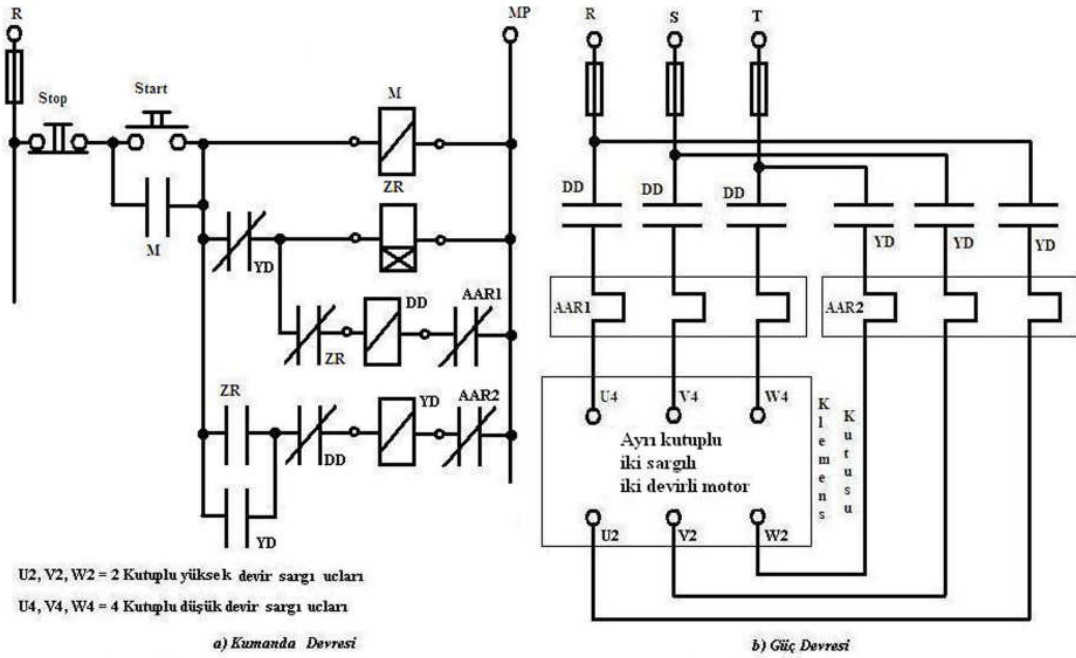 R
MP
Stop
Start
M
M
ZR
YD
DD
AAR1
ZR
ZR
YD
AAR2
DD
YD
U2, V2, W2 = 2 Kutuplu yüksek devir sargı uçları
U4, V4, W4 = 4 Kutuplu düşük devir sargı uçları
a) Kumanda Devresi
R
S
T
DD
DD
DD
YD
YD
YD
AAR1
AAR2
U4
V4
W4
Ayrı kutuplu
iki sargılı
iki devirli motor
Klemens
Kutusu
U2
V2
W2
b) Güç Devresi